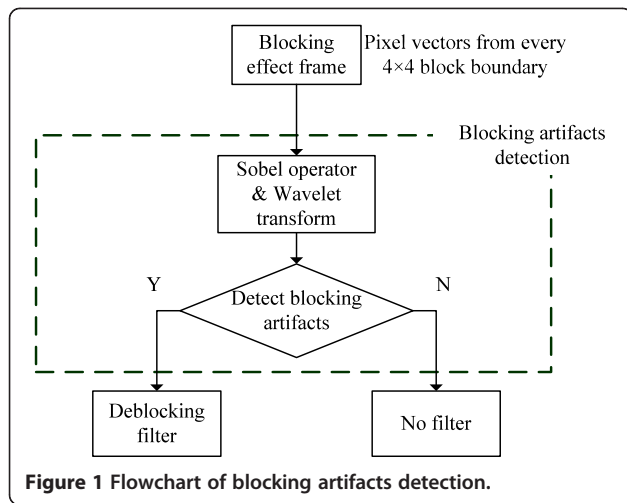 Blocking
effect frame
Pixel vectors from every
4×4 block boundary
Blocking artifacts
detection
Sobel operator
& Wavelet
transform
Y
N
Detect blocking
artifacts
Deblocking
filter
No filter
Figure 1 Flowchart of blocking artifacts detection.